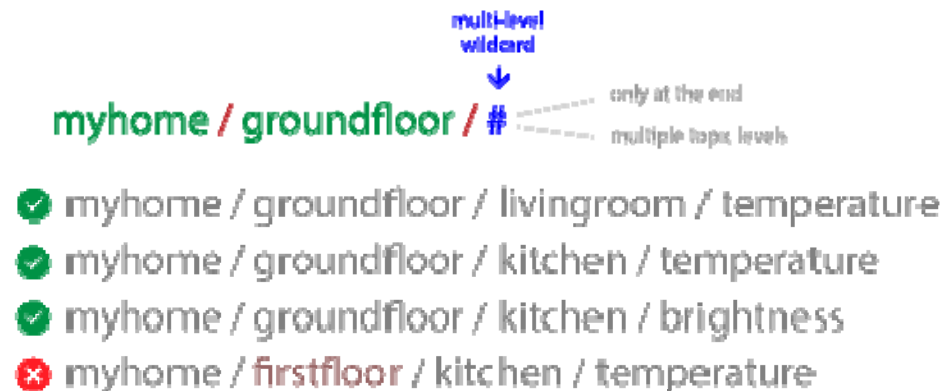 multi-level
wildcard
only at the end
myhome / groundfloor / #
multiple topic levels
myhome / groundfloor / livingroom / temperature
myhome / groundfloor / kitchen / temperature
myhome / groundfloor / kitchen / brightness
myhome / firstfloor / kitchen / temperature